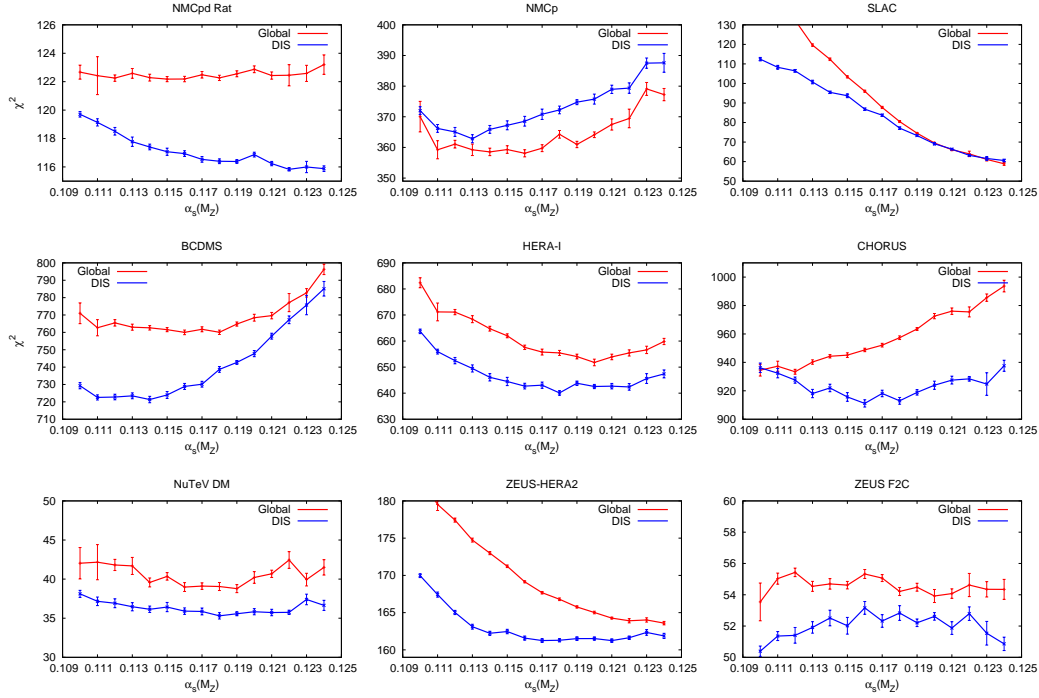 NMCpd Rat
Global
DIS
χ²
126
124
122
120
118
116
0.109 0.111 0.113 0.115 0.117 0.119 0.121 0.123 0.125
αs(MZ)
NMCp
Global
DIS
400
390
380
370
360
350
0.109 0.111 0.113 0.115 0.117 0.119 0.121 0.123 0.125
αs(MZ)
SLAC
Global
DIS
130
120
110
100
90
80
70
60
50
0.109 0.111 0.113 0.115 0.117 0.119 0.121 0.123 0.125
αs(MZ)
BCDMS
Global
DIS
χ²
800
790
780
770
760
750
740
730
720
710
0.109 0.111 0.113 0.115 0.117 0.119 0.121 0.123 0.125
αs(MZ)
HERA-I
Global
DIS
690
680
670
660
650
640
630
0.109 0.111 0.113 0.115 0.117 0.119 0.121 0.123 0.125
αs(MZ)
CHORUS
Global
DIS
1000
980
960
940
920
900
0.109 0.111 0.113 0.115 0.117 0.119 0.121 0.123 0.125
αs(MZ)
NuTeV DM
Global
DIS
50
45
40
35
30
0.109 0.111 0.113 0.115 0.117 0.119 0.121 0.123 0.125
αs(MZ)
ZEUS-HERA2
Global
DIS
180
175
170
165
160
0.109 0.111 0.113 0.115 0.117 0.119 0.121 0.123 0.125
αs(MZ)
ZEUS F2C
Global
DIS
60
58
56
54
52
50
0.109 0.111 0.113 0.115 0.117 0.119 0.121 0.123 0.125
αs(MZ)